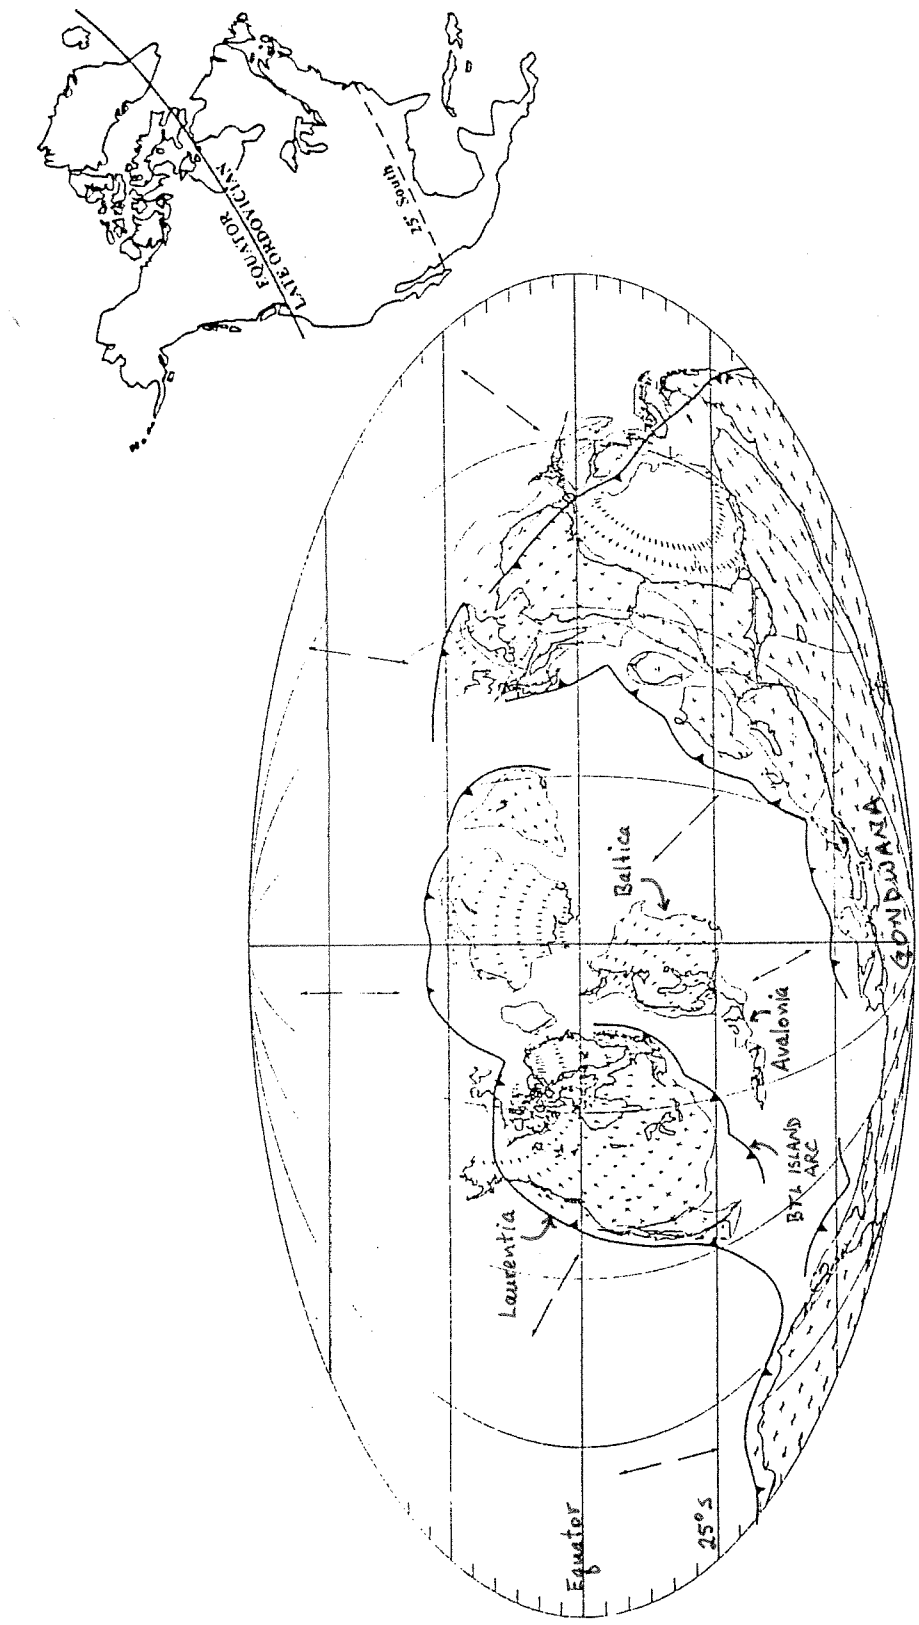 EQUATOR
LATE ORDOVICIAN
25° South
Laurentia
Baltica
Avalonia
BTL ISLAND
ARC
GONDWANA
Equator
25°S